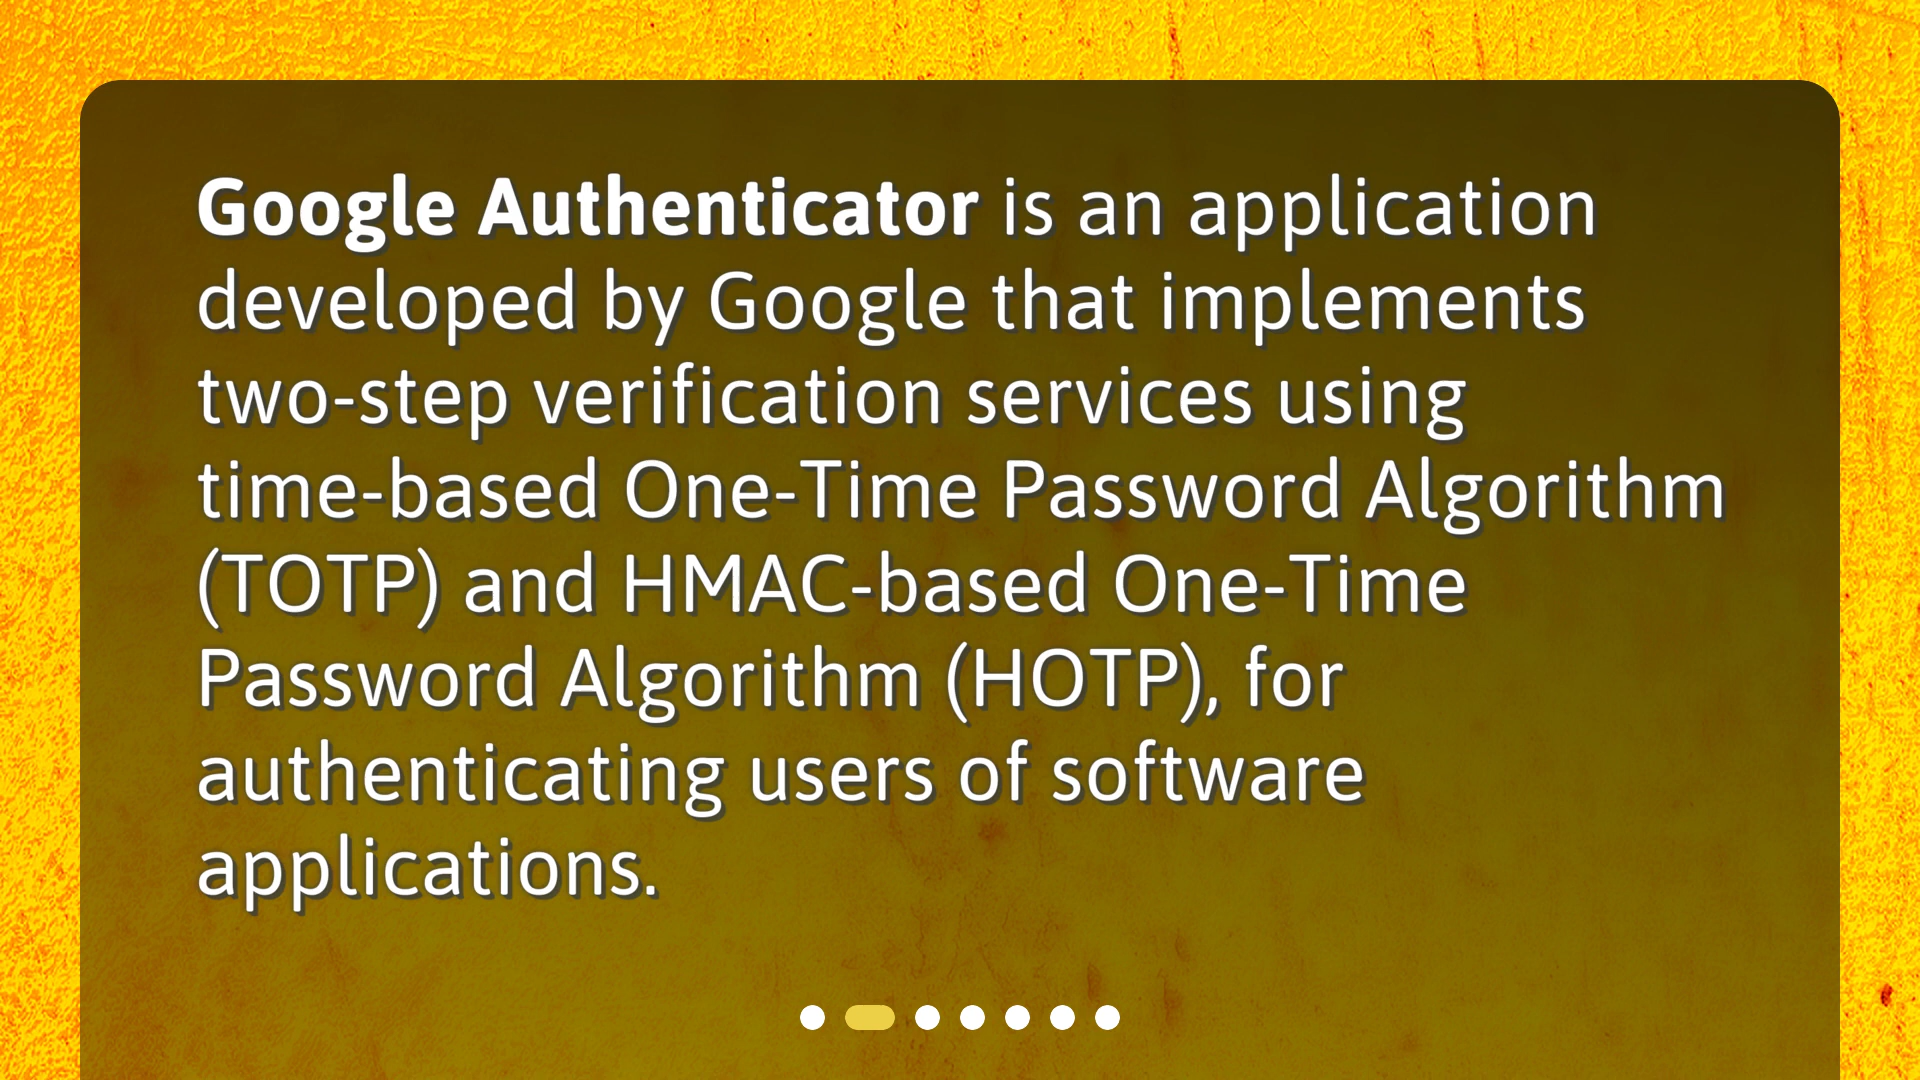 Google Authenticator is an application
developed by Google that implements
two-step verification services using
time-based One-Time Password Algorithm
(TOTP) and HMAC-based One-Time
Password Algorithm (HOTP), for
authenticating users of software
applications.